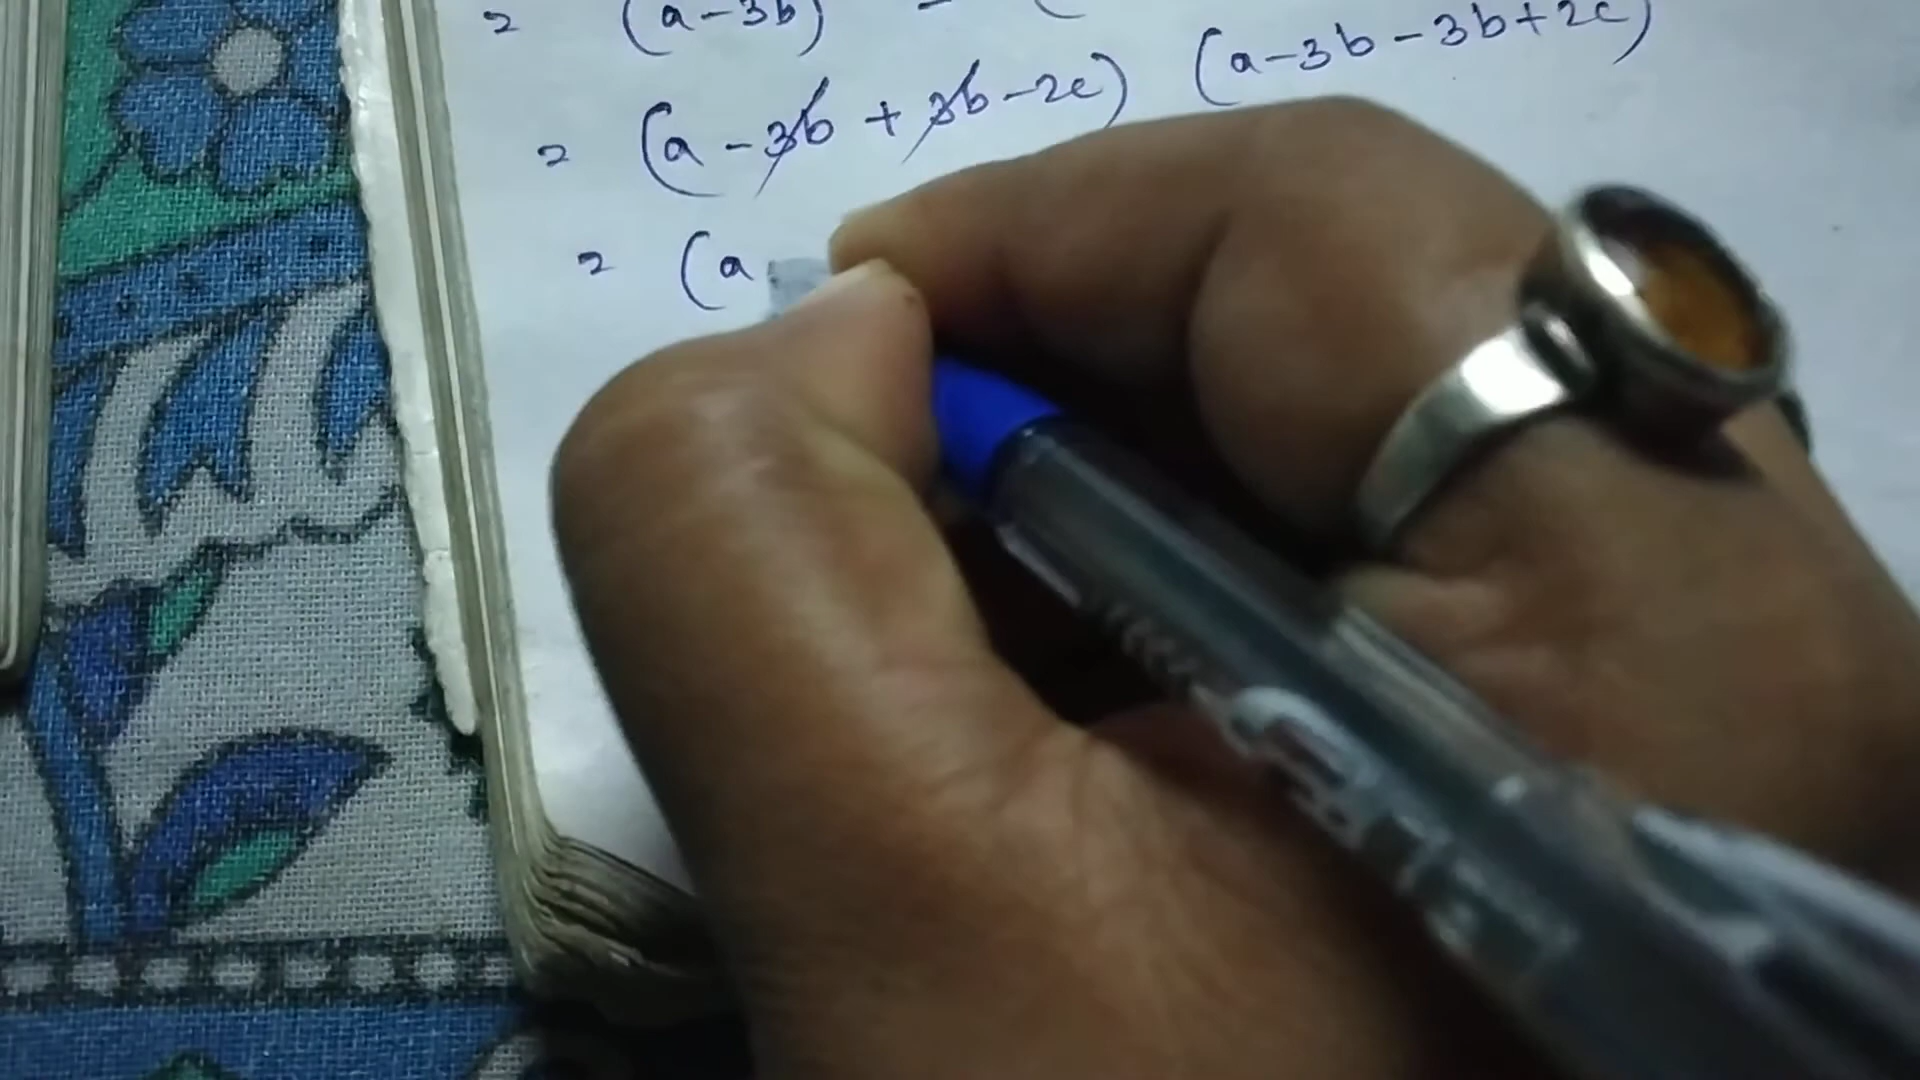 = (a-3b) - (
= (a-3b+3b-2c) (a-3b-3b+2c)
= (a